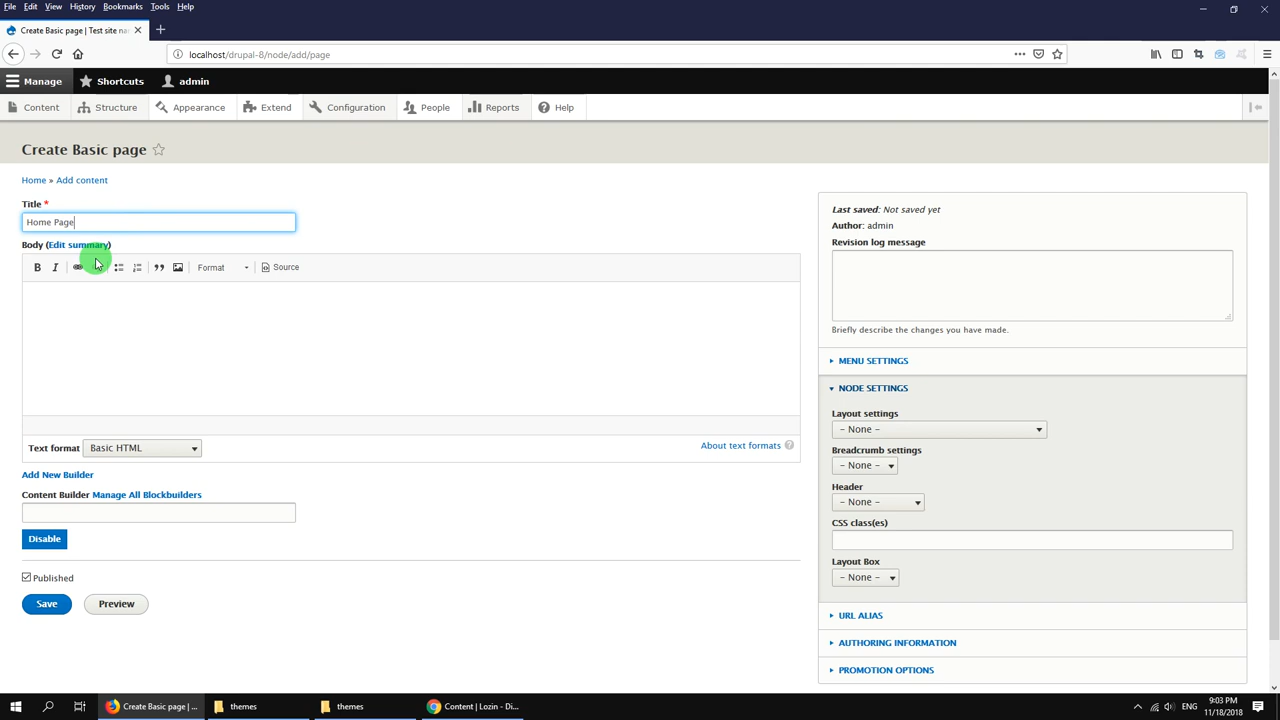 File Edit View History Bookmarks Tools Help
Create Basic page | Test site na
localhost/drupal-8/node/add/page
Manage Shortcuts admin
Content Structure Appearance Extend Configuration People Reports Help
Create Basic page
Home » Add content
Title *
Home Page
Body (Edit summary)
B I Format Source
Text format Basic HTML
About text formats
Add New Builder
Content Builder Manage All Blockbuilders
Disable
Published
Save Preview
Last saved: Not saved yet
Author: admin
Revision log message
Briefly describe the changes you have made.
MENU SETTINGS
NODE SETTINGS
Layout settings
- None -
Breadcrumb settings
- None -
Header
- None -
CSS class(es)
Layout Box
- None -
URL ALIAS
AUTHORING INFORMATION
PROMOTION OPTIONS
Create Basic page | ... themes themes Content | Lozin - Di...
9:03 PM
11/18/2018